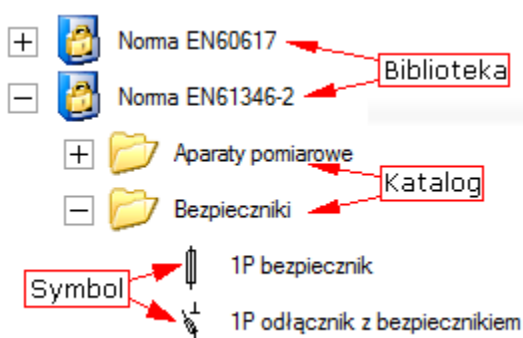 Norma EN60617
Biblioteka
Norma EN61346-2
Aparaty pomiarowe
Katalog
Bezpieczniki
1P bezpiecznik
Symbol
1P odłącznik z bezpiecznikiem